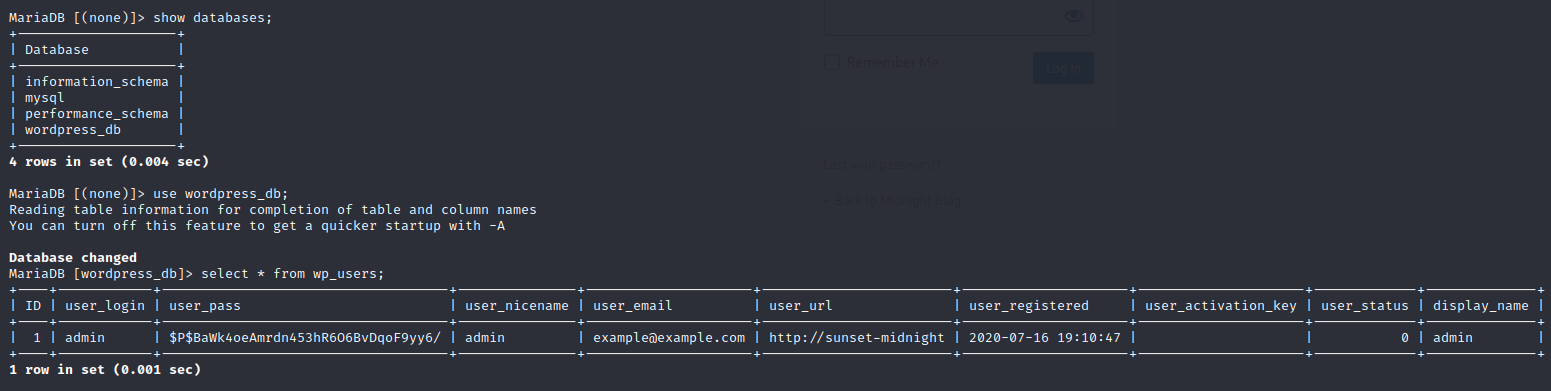 MariaDB [(none)]> show databases;
+--------------------+
| Database           |
+--------------------+
| information_schema |
| mysql              |
| performance_schema |
| wordpress_db       |
+--------------------+
4 rows in set (0.004 sec)
MariaDB [(none)]> use wordpress_db;
Reading table information for completion of table and column names
You can turn off this feature to get a quicker startup with -A
Database changed
MariaDB [wordpress_db]> select * from wp_users;
| ID | user_login | user_pass | user_nicename | user_email | user_url | user_registered | user_activation_key | user_status | display_name |
| 1 | admin | $P$BaWk4oeAmrdn453hR6O6BvDqoF9yy6/ | admin | example@example.com | http://sunset-midnight | 2020-07-16 19:10:47 | | 0 | admin |
1 row in set (0.001 sec)
Remember Me
Log In
Lost your password?
← Back to Midnight Blog